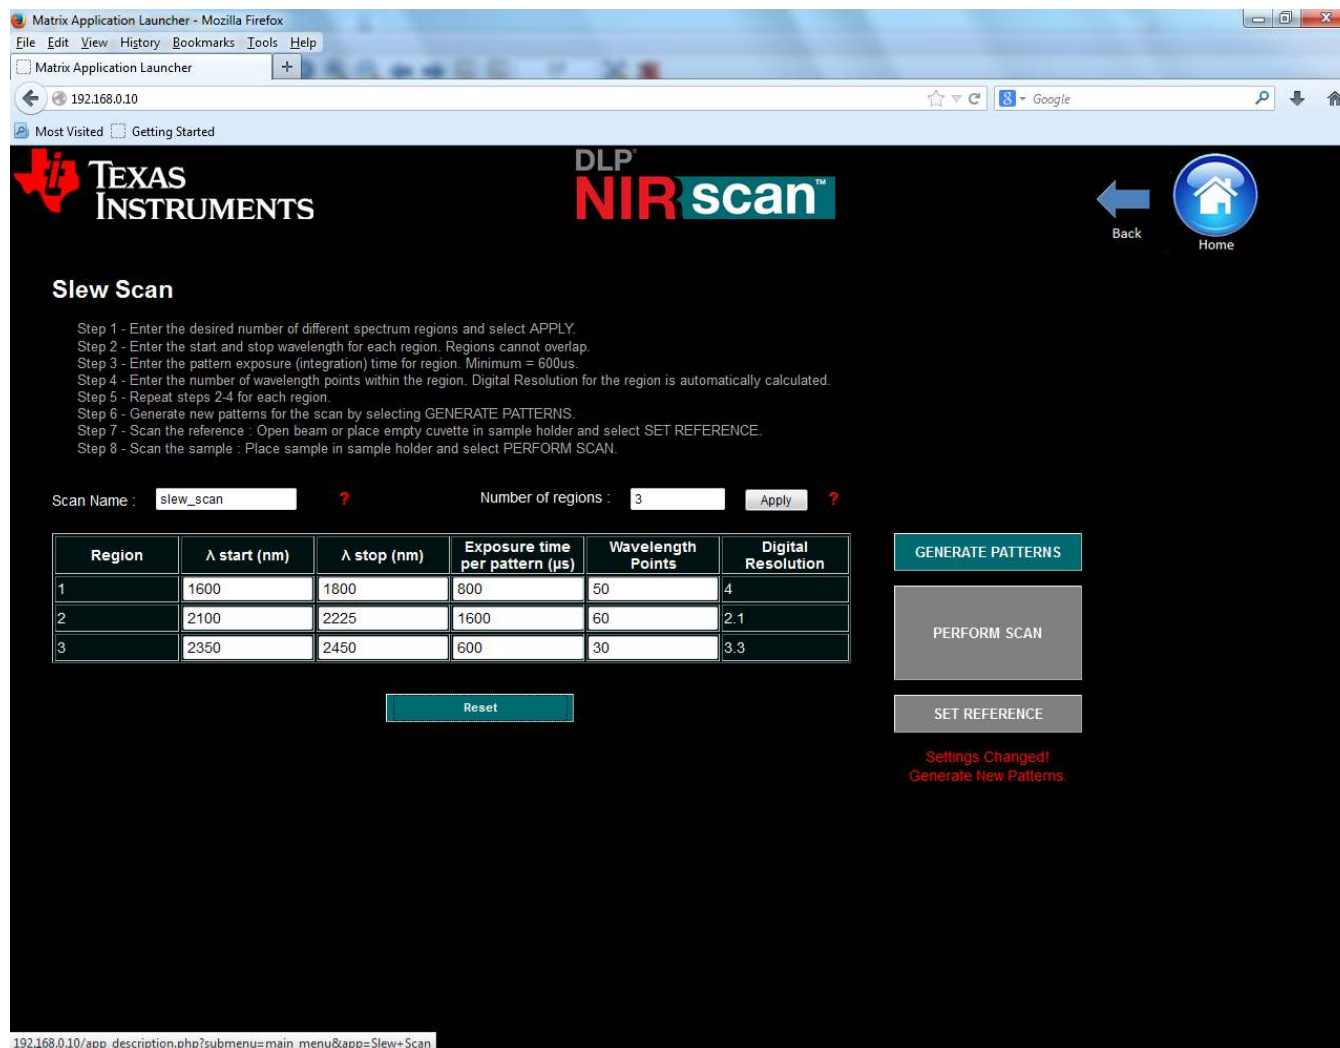 Matrix Application Launcher - Mozilla Firefox
File Edit View History Bookmarks Tools Help
Matrix Application Launcher +
192.168.0.10 Google
Most Visited Getting Started
TEXAS INSTRUMENTS
DLP®
NIRscan™
Back
Home
Slew Scan
Step 1 - Enter the desired number of different spectrum regions and select APPLY.
Step 2 - Enter the start and stop wavelength for each region. Regions cannot overlap.
Step 3 - Enter the pattern exposure (integration) time for region. Minimum = 600us.
Step 4 - Enter the number of wavelength points within the region. Digital Resolution for the region is automatically calculated.
Step 5 - Repeat steps 2-4 for each region.
Step 6 - Generate new patterns for the scan by selecting GENERATE PATTERNS.
Step 7 - Scan the reference : Open beam or place empty cuvette in sample holder and select SET REFERENCE.
Step 8 - Scan the sample : Place sample in sample holder and select PERFORM SCAN.
Scan Name : slew_scan ? Number of regions : 3 Apply ?
Region λ start (nm) λ stop (nm) Exposure time per pattern (µs) Wavelength Points Digital Resolution
1 1600 1800 800 50 4
2 2100 2225 1600 60 2.1
3 2350 2450 600 30 3.3
Reset
GENERATE PATTERNS
PERFORM SCAN
SET REFERENCE
Settings Changed!
Generate New Patterns.
192.168.0.10/app_description.php?submenu=main_menu&app=Slew+Scan